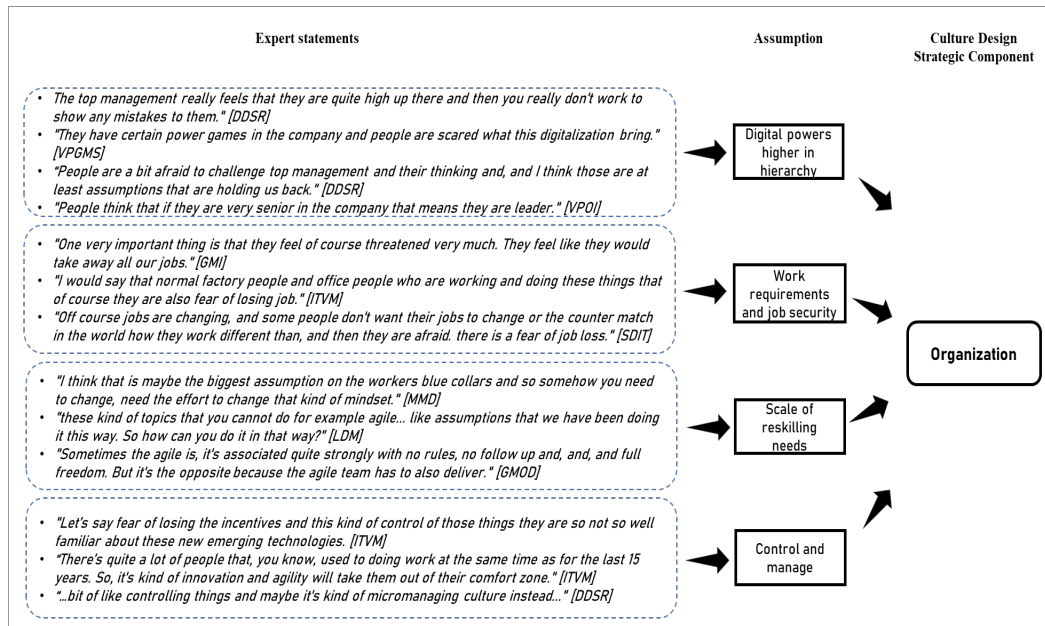 Expert statements
Assumption
Culture Design
Strategic Component
• The top management really feels that they are quite high up there and then you really don't work to
show any mistakes to them." [DDSR]
• "They have certain power games in the company and people are scared what this digitalization bring."
[VPGMS]
• "People are a bit afraid to challenge top management and their thinking and, and I think those are at
least assumptions that are holding us back." [DDSR]
• "People think that if they are very senior in the company that means they are leader." [VPOI]
Digital powers
higher in
hierarchy
• "One very important thing is that they feel of course threatened very much. They feel like they would
take away all our jobs." [GMI]
• "I would say that normal factory people and office people who are working and doing these things that
of course they are also fear of losing job." [ITVM]
• "Off course jobs are changing, and some people don't want their jobs to change or the counter match
in the world how they work different than, and then they are afraid. there is a fear of job loss." [SDIT]
Work
requirements
and job security
Organization
• "I think that is maybe the biggest assumption on the workers blue collars and so somehow you need
to change, need the effort to change that kind of mindset." [MMD]
• "these kind of topics that you cannot do for example agile... like assumptions that we have been doing
it this way. So how can you do it in that way?" [LDM]
• "Sometimes the agile is, it's associated quite strongly with no rules, no follow up and, and, and full
freedom. But it's the opposite because the agile team has to also deliver." [GMOD]
Scale of
reskilling
needs
• "Let's say fear of losing the incentives and this kind of control of those things they are so not so well
familiar about these new emerging technologies. [ITVM]
• "There's quite a lot of people that, you know, used to doing work at the same time as for the last 15
years. So, it's kind of innovation and agility will take them out of their comfort zone." [ITVM]
• "...bit of like controlling things and maybe it's kind of micromanaging culture instead..." [DDSR]
Control and
manage